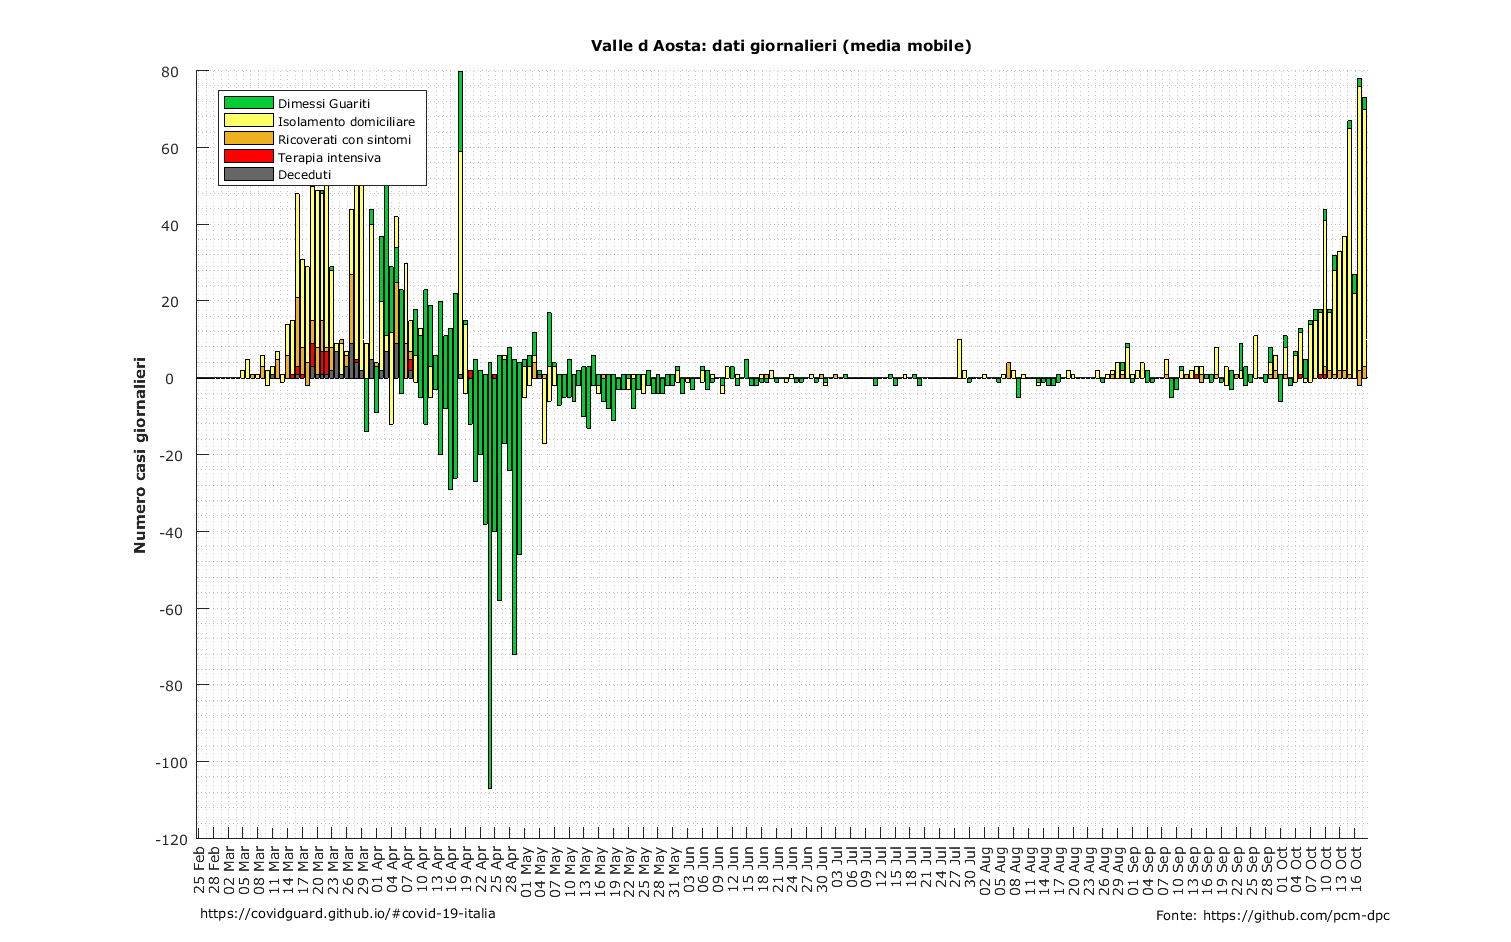 Valle d Aosta: dati giornalieri (media mobile)
Dimessi Guariti
Isolamento domiciliare
Ricoverati con sintomi
Terapia intensiva
Deceduti
Numero casi giornalieri
80
60
40
20
0
-20
-40
-60
-80
-100
-120
25 Feb
28 Feb
02 Mar
05 Mar
08 Mar
11 Mar
14 Mar
17 Mar
20 Mar
23 Mar
26 Mar
29 Mar
01 Apr
04 Apr
07 Apr
10 Apr
13 Apr
16 Apr
19 Apr
22 Apr
25 Apr
28 Apr
01 May
04 May
07 May
10 May
13 May
16 May
19 May
22 May
25 May
28 May
31 May
03 Jun
06 Jun
09 Jun
12 Jun
15 Jun
18 Jun
21 Jun
24 Jun
27 Jun
30 Jun
03 Jul
06 Jul
09 Jul
12 Jul
15 Jul
18 Jul
21 Jul
24 Jul
27 Jul
30 Jul
02 Aug
05 Aug
08 Aug
11 Aug
14 Aug
17 Aug
20 Aug
23 Aug
26 Aug
29 Aug
01 Sep
04 Sep
07 Sep
10 Sep
13 Sep
16 Sep
19 Sep
22 Sep
25 Sep
28 Sep
01 Oct
04 Oct
07 Oct
10 Oct
13 Oct
16 Oct
https://covidguard.github.io/#covid-19-italia
Fonte: https://github.com/pcm-dpc